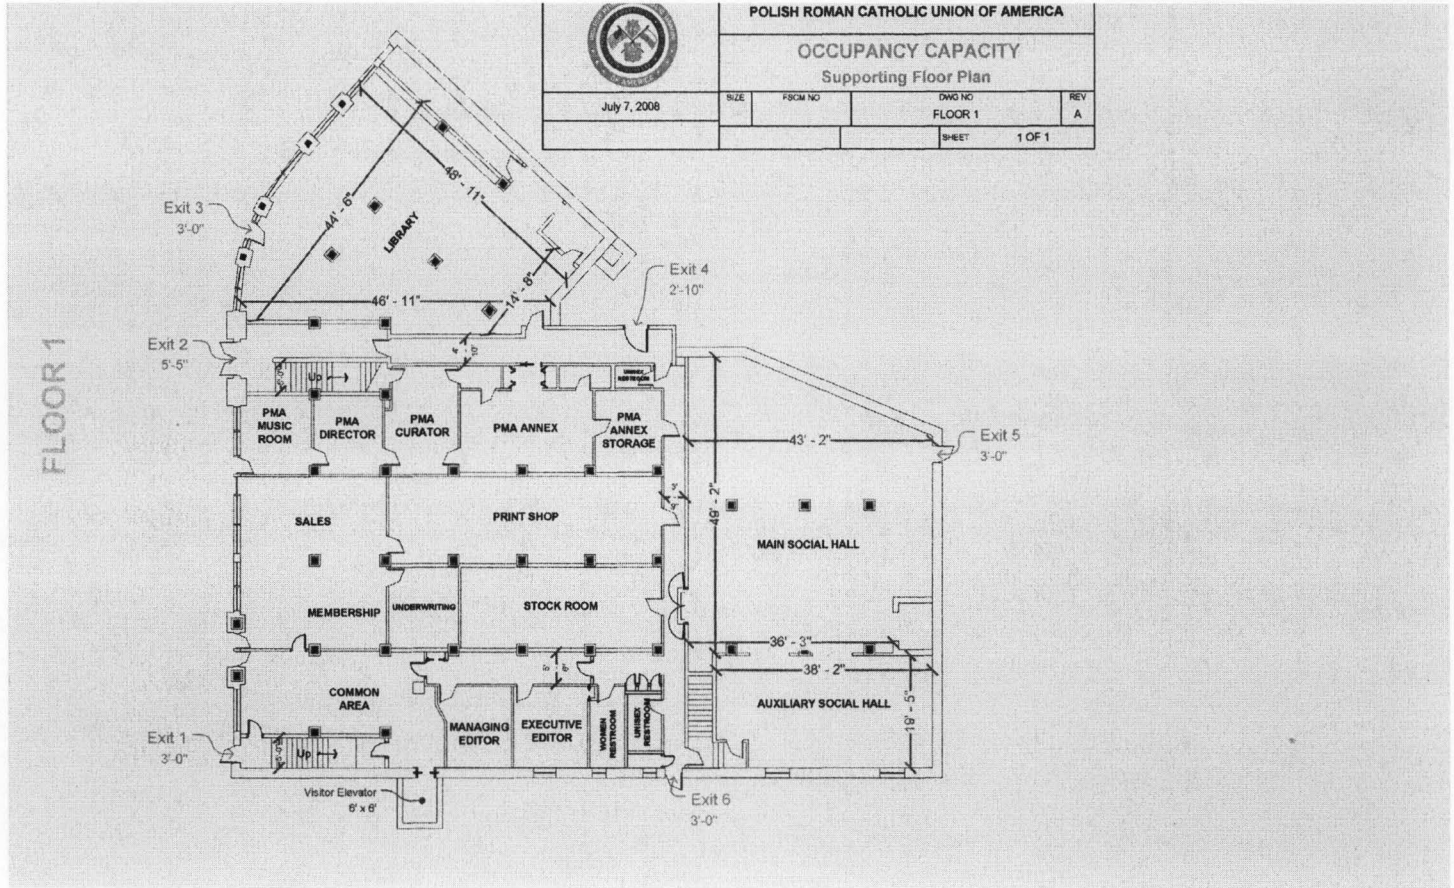 POLISH ROMAN CATHOLIC UNION OF AMERICA
OCCUPANCY CAPACITY
Supporting Floor Plan
July 7, 2008
SIZE
FSCM NO
DWG NO
REV
FLOOR 1
A
SHEET
1 OF 1
FLOOR 1
Exit 3
3'-0"
44' - 6"
48' - 11"
LIBRARY
14' - 8"
46' - 11"
Exit 4
2'-10"
Exit 2
5'-5"
Up
UNISEX
RESTROOM
PMA
MUSIC
ROOM
PMA
DIRECTOR
PMA
CURATOR
PMA ANNEX
PMA
ANNEX
STORAGE
43' - 2"
Exit 5
3'-0"
49' - 2"
SALES
PRINT SHOP
MAIN SOCIAL HALL
MEMBERSHIP
UNDERWRITING
STOCK ROOM
36' - 3"
38' - 2"
COMMON
AREA
MANAGING
EDITOR
EXECUTIVE
EDITOR
WOMEN
RESTROOM
UNISEX
RESTROOM
AUXILIARY SOCIAL HALL
19' - 5"
Exit 1
3'-0"
Up
Visitor Elevator
6' x 6'
Exit 6
3'-0"